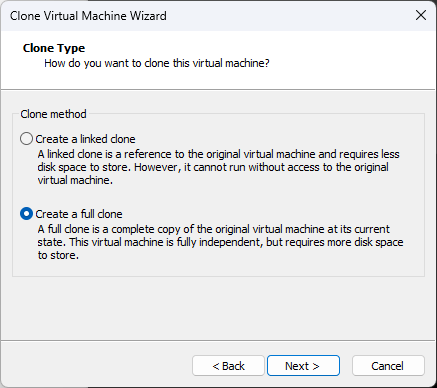 Clone Virtual Machine Wizard
Clone Type
How do you want to clone this virtual machine?
Clone method
Create a linked clone
A linked clone is a reference to the original virtual machine and requires less
disk space to store. However, it cannot run without access to the original
virtual machine.
Create a full clone
A full clone is a complete copy of the original virtual machine at its current
state. This virtual machine is fully independent, but requires more disk space
to store.
< Back Next > Cancel